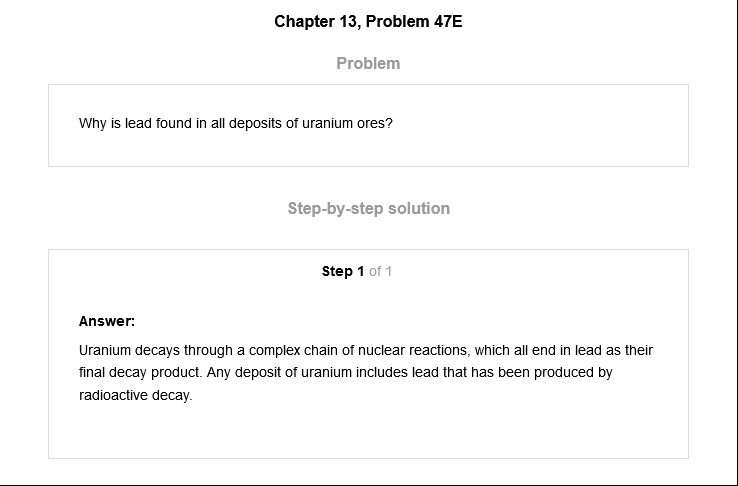 Chapter 13, Problem 47E
Problem
Why is lead found in all deposits of uranium ores?
Step-by-step solution
Step 1 of 1
Answer:
Uranium decays through a complex chain of nuclear reactions, which all end in lead as their
final decay product. Any deposit of uranium includes lead that has been produced by
radioactive decay.